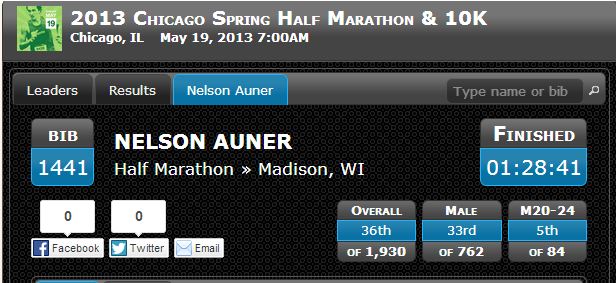 2013 Chicago Spring Half Marathon & 10K
MAY
19
Chicago, IL May 19, 2013 7:00AM
Leaders Results Nelson Auner Type name or bib
BIB
1441
NELSON AUNER
Half Marathon » Madison, WI
Finished
01:28:41
0 0
Facebook Twitter Email
Overall Male M20-24
36th 33rd 5th
of 1,930 of 762 of 84